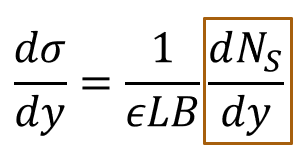 dσ/dy = 1/ϵLB dN_S/dy